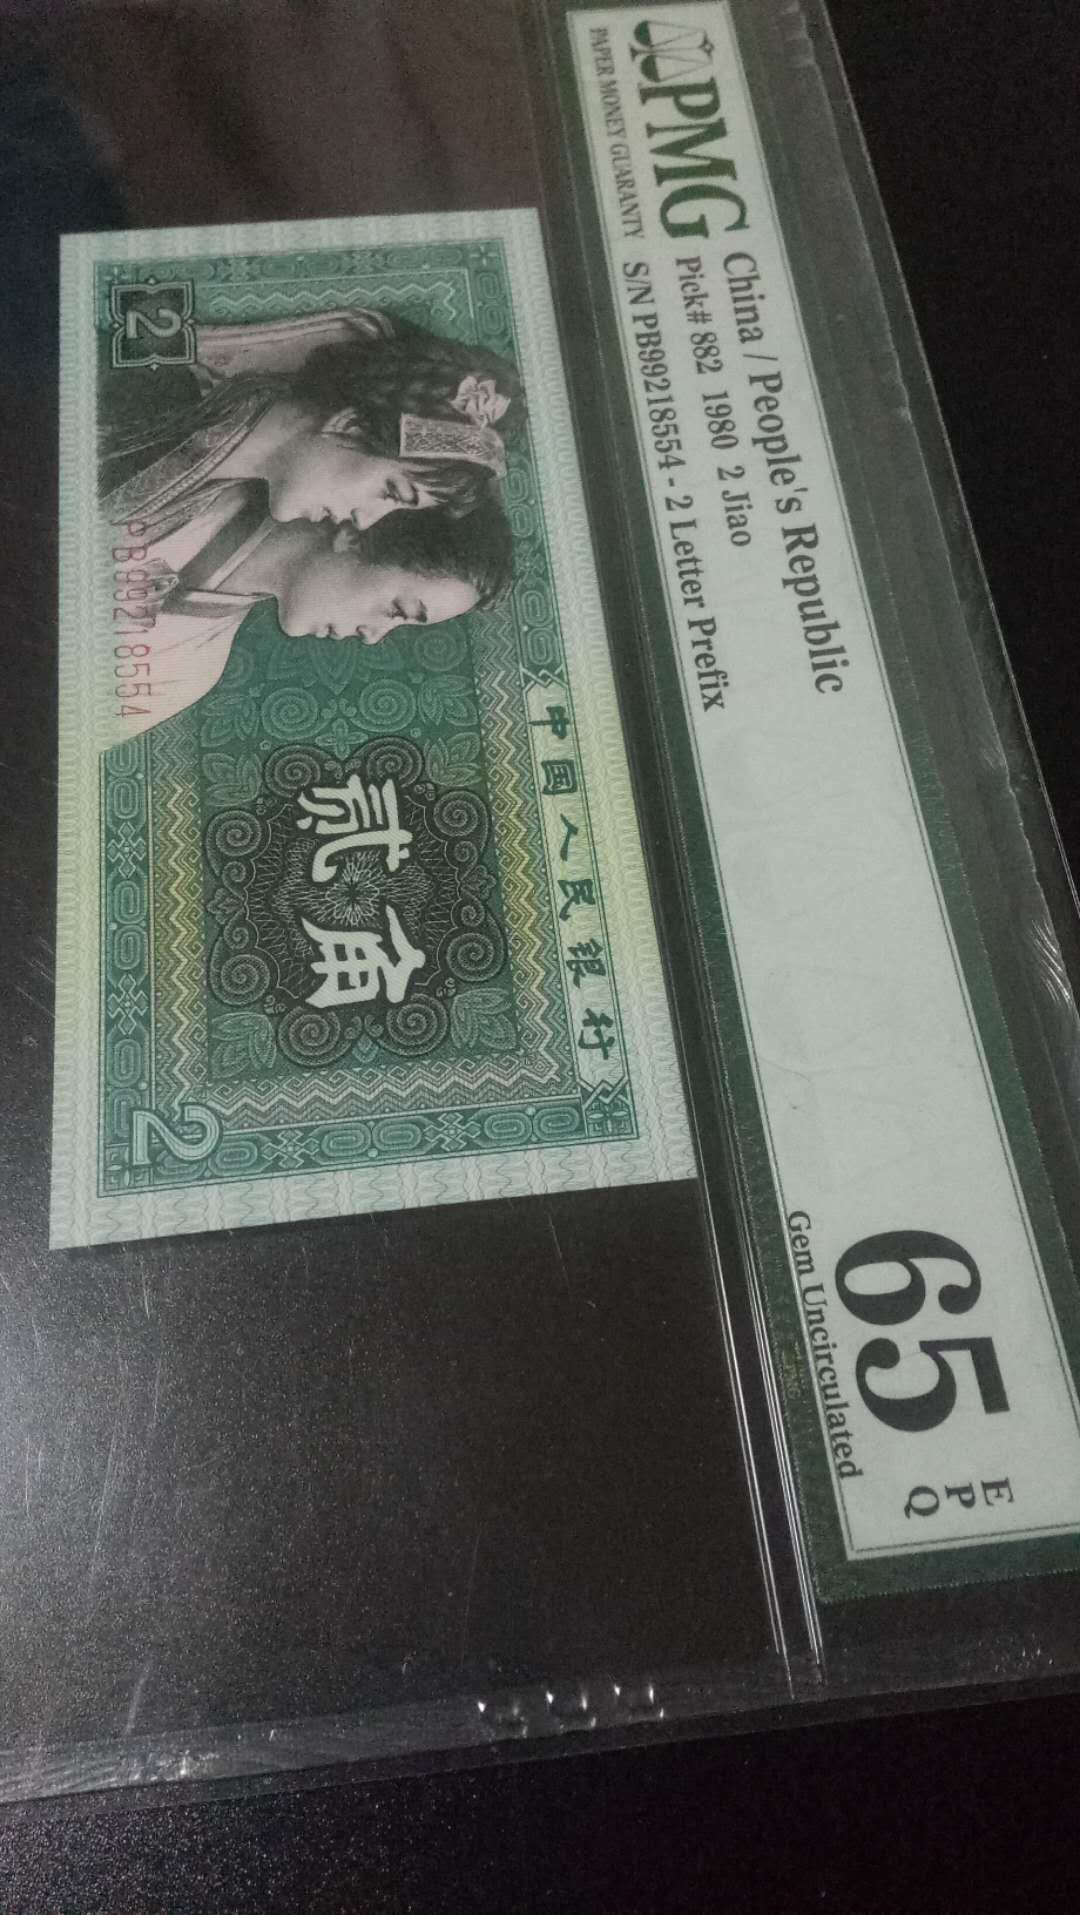 PMG
PAPER MONEY GUARANTY
China / People's Republic
Pick# 882 1980 2 Jiao
S/N PB99218554 - 2 Letter Prefix
65
E
P
Q
Gem Uncirculated
中国人民银行
2
贰角
PB99218554
2